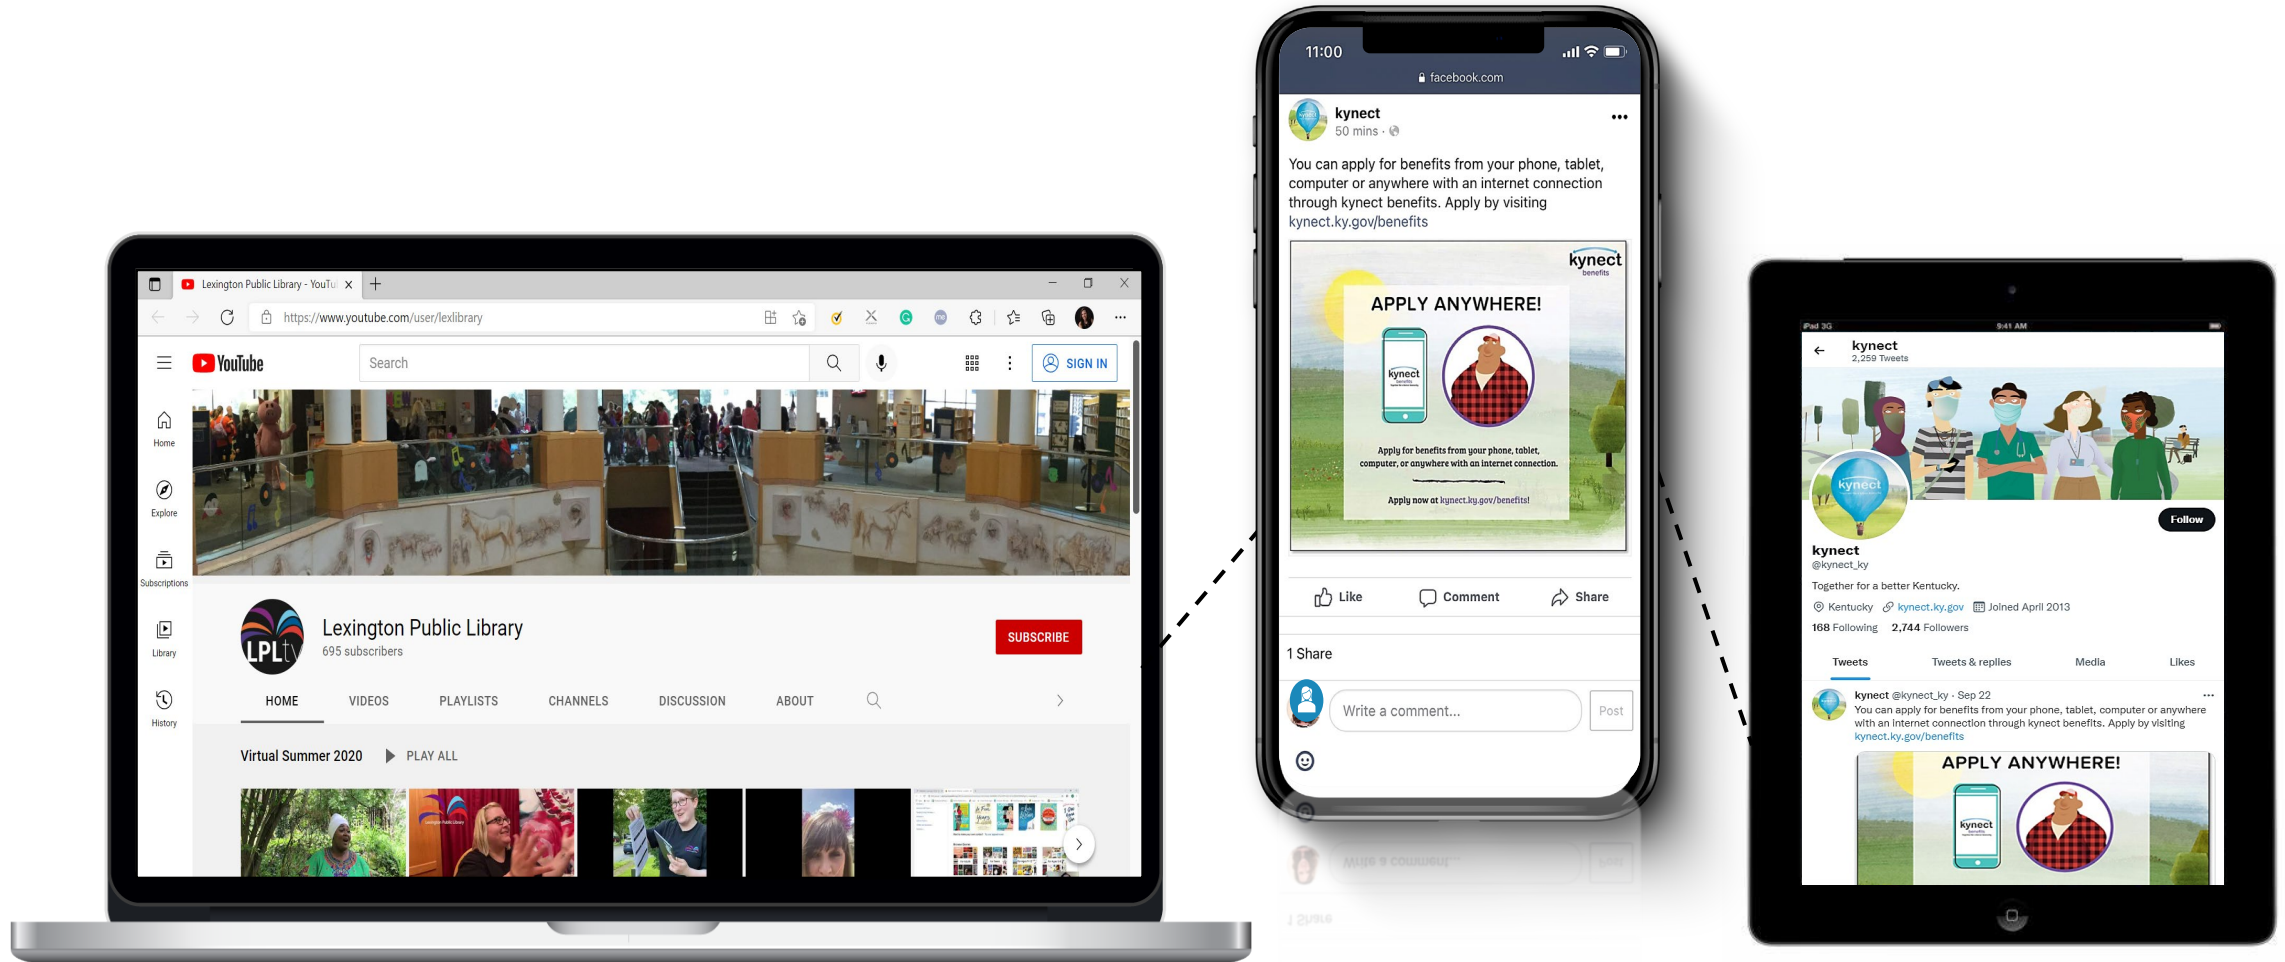 Lexington Public Library - YouTu
https://www.youtube.com/user/lexlibrary
YouTube
Search
SIGN IN
Home
Explore
Subscriptions
Library
History
LPLtv
Lexington Public Library
695 subscribers
SUBSCRIBE
HOME VIDEOS PLAYLISTS CHANNELS DISCUSSION ABOUT
Virtual Summer 2020 PLAY ALL
11:00
facebook.com
kynect
50 mins ·
You can apply for benefits from your phone, tablet,
computer or anywhere with an internet connection
through kynect benefits. Apply by visiting
kynect.ky.gov/benefits
kynect
benefits
APPLY ANYWHERE!
kynect
benefits
Apply for benefits from your phone, tablet,
computer, or anywhere with an internet connection.
Apply now at kynect.ky.gov/benefits!
Like Comment Share
1 Share
Write a comment... Post
iPad 3G 9:41 AM
kynect
2,259 Tweets
kynect
Follow
kynect
@kynect_ky
Together for a better Kentucky.
Kentucky kynect.ky.gov Joined April 2013
168 Following 2,744 Followers
Tweets Tweets & replies Media Likes
kynect @kynect_ky · Sep 22
You can apply for benefits from your phone, tablet, computer or anywhere
with an internet connection through kynect benefits. Apply by visiting
kynect.ky.gov/benefits
APPLY ANYWHERE!
kynect
benefits